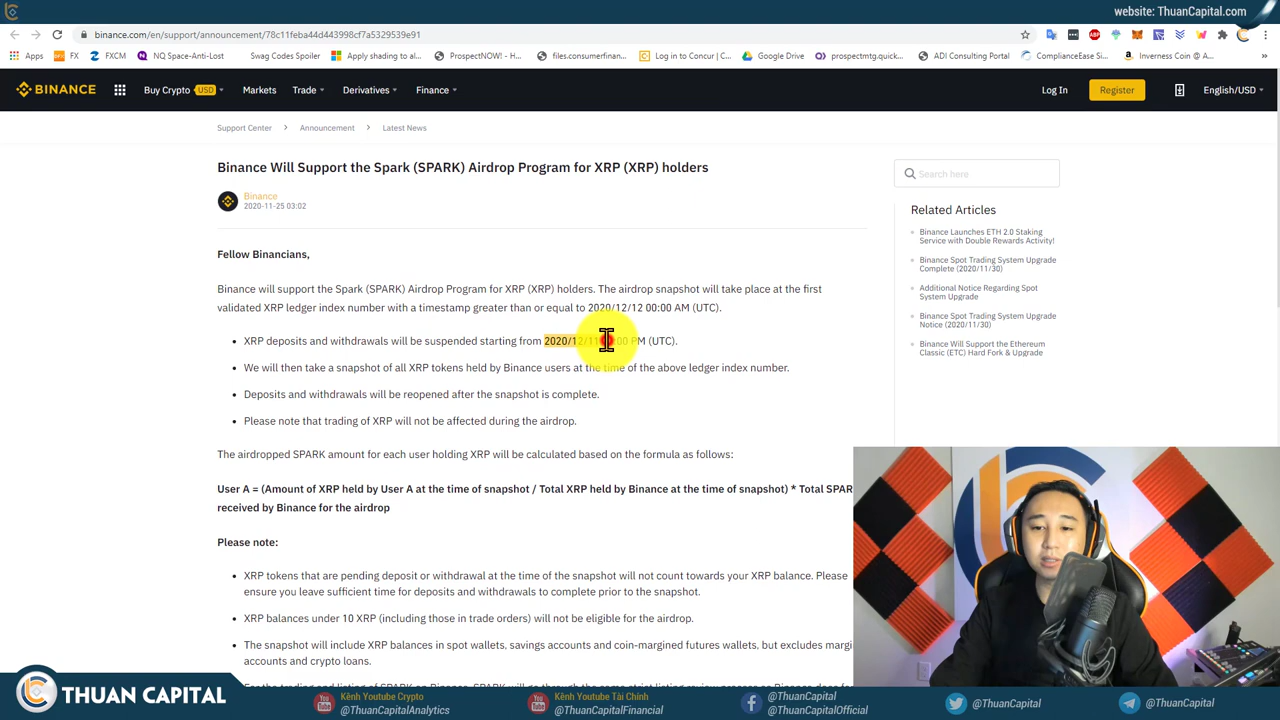 website: ThuanCapital.com
binance.com/en/support/announcement/78c11feba44d443998cf7a5329539e91
Apps FX FXCM NQ Space-Anti-Lost Swag Codes Spoiler Apply shading to al... ProspectNOW! - C... files.consumerfinan... Log in to Concur | C... Google Drive prospectmtg.quick... ADI Consulting Portal ComplianceEase Si... Inverness Coin @ A... »
BINANCE Buy Crypto USD Markets Trade Derivatives Finance Log In Register English/USD
Support Center > Announcement > Latest News
Binance Will Support the Spark (SPARK) Airdrop Program for XRP (XRP) holders
Search here
Binance
2020-11-25 03:02
Related Articles
Binance Launches ETH 2.0 Staking
Service with Double Rewards Activity!
Binance Spot Trading System Upgrade
Complete (2020/11/30)
Additional Notice Regarding Spot
System Upgrade
Binance Spot Trading System Upgrade
Notice (2020/11/30)
Binance Will Support the Ethereum
Classic (ETC) Hard Fork & Upgrade
Fellow Binancians,
Binance will support the Spark (SPARK) Airdrop Program for XRP (XRP) holders. The airdrop snapshot will take place at the first
validated XRP ledger index number with a timestamp greater than or equal to 2020/12/12 00:00 AM (UTC).
• XRP deposits and withdrawals will be suspended starting from 2020/12/11 :00 PM (UTC).
• We will then take a snapshot of all XRP tokens held by Binance users at the time of the above ledger index number.
• Deposits and withdrawals will be reopened after the snapshot is complete.
• Please note that trading of XRP will not be affected during the airdrop.
The airdropped SPARK amount for each user holding XRP will be calculated based on the formula as follows:
User A = (Amount of XRP held by User A at the time of snapshot / Total XRP held by Binance at the time of snapshot) * Total SPAR
received by Binance for the airdrop
Please note:
• XRP tokens that are pending deposit or withdrawal at the time of the snapshot will not count towards your XRP balance. Please
ensure you leave sufficient time for deposits and withdrawals to complete prior to the snapshot.
• XRP balances under 10 XRP (including those in trade orders) will not be eligible for the airdrop.
• The snapshot will include XRP balances in spot wallets, savings accounts and coin-margined futures wallets, but excludes margi
accounts and crypto loans.
THUAN CAPITAL
Kênh Youtube Crypto
@ThuanCapitalAnalytics
Kênh Youtube Tài Chính
@ThuanCapitalFinancial
@ThuanCapital
@ThuanCapitalOfficial
@ThuanCapital
@ThuanCapital